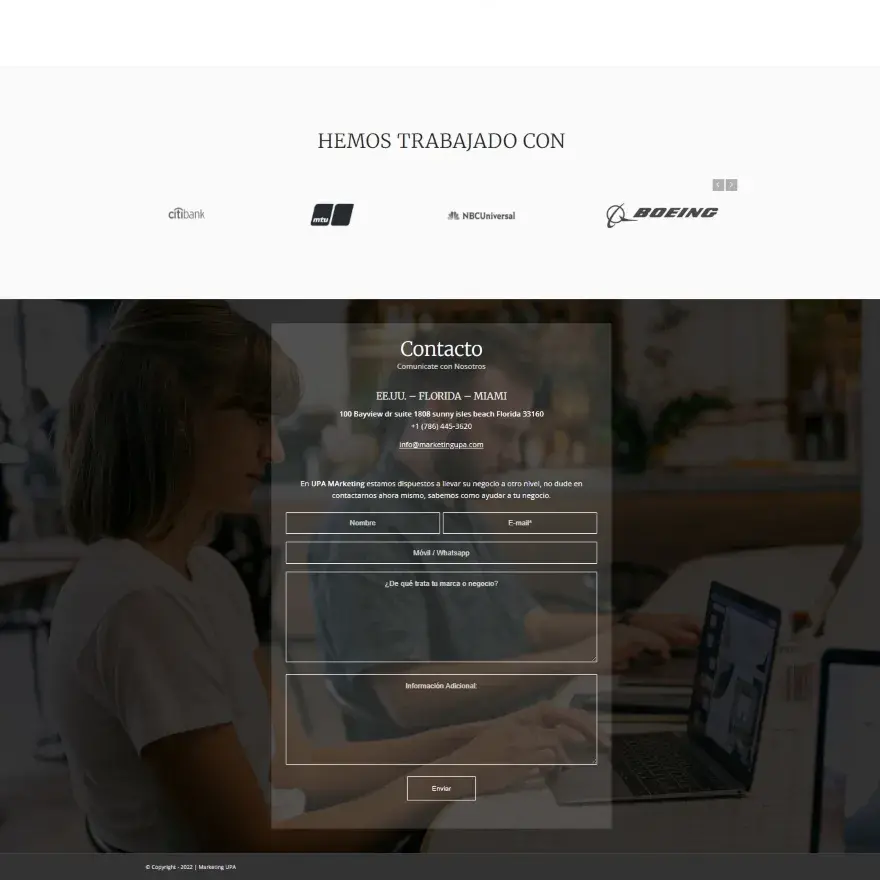 HEMOS TRABAJADO CON
citibank
mtu
NBCUniversal
BOEING
Contacto
Comunicate con Nosotros
EE.UU. – FLORIDA – MIAMI
100 Bayview dr suite 1808 sunny isles beach Florida 33160
+1 (786) 445-3620
info@marketingupa.com
En UPA MArketing estamos dispuestos a llevar su negocio a otro nivel, no dude en
contactarnos ahora mismo, sabemos como ayudar a tu negocio.
Nombre
E-mail*
Móvil / Whatsapp
¿De qué trata tu marca o negocio?
Información Adicional:
Enviar
© Copyright - 2022 | Marketing UPA